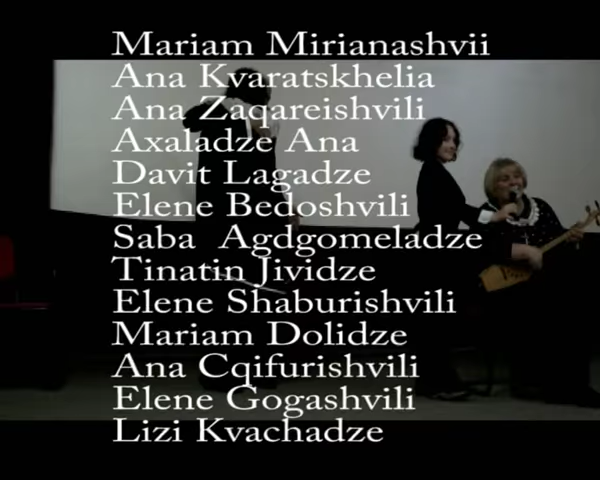 Mariam Mirianashvii
Ana Kvaratskhelia
Ana Zaqareishvili
Axaladze Ana
Davit Lagadze
Elene Bedoshvili
Saba Agdgomeladze
Tinatin Jividze
Elene Shaburishvili
Mariam Dolidze
Ana Cqifurishvili
Elene Gogashvili
Lizi Kvachadze